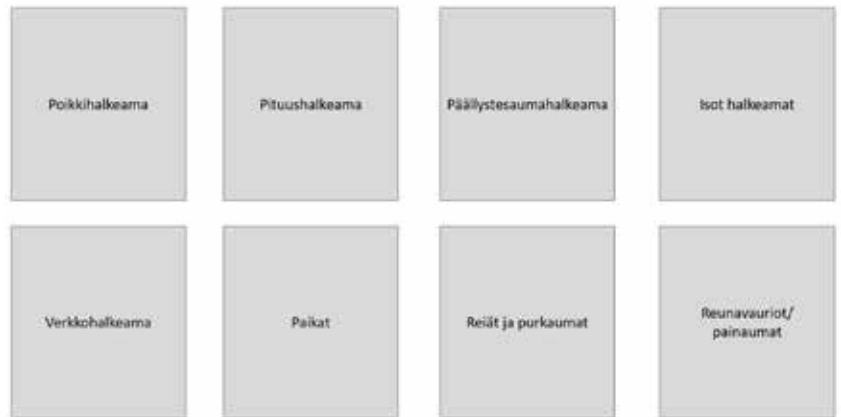 Poikkihalkeama
Pituushalkeama
Päällystesaumahalkeama
Isot halkeamat
Verkkohalkeama
Paikat
Reiät ja purkaumat
Reunavauriot/
painaumat